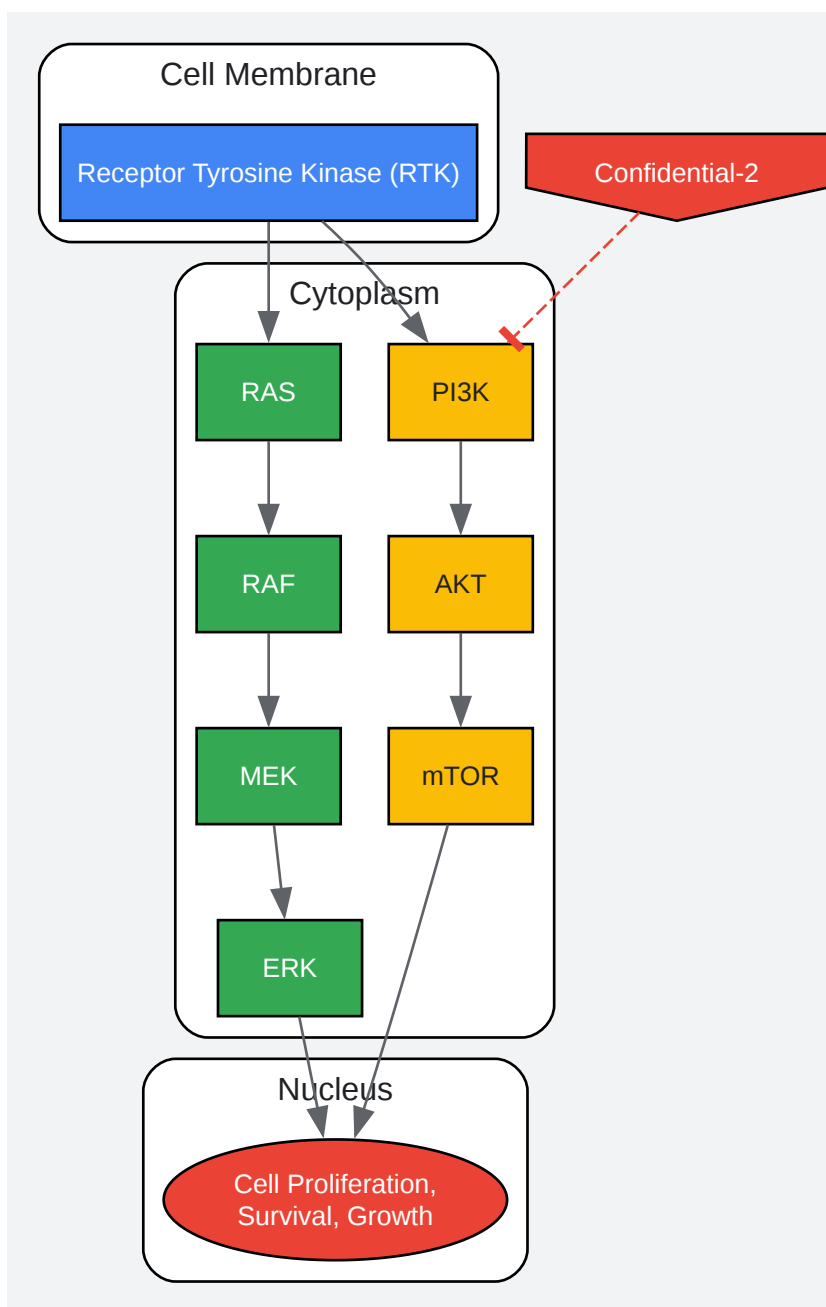 Cell Membrane
Receptor Tyrosine Kinase (RTK)
Confidential-2
Cytoplasm
RAS
PI3K
RAF
AKT
MEK
mTOR
ERK
Nucleus
Cell Proliferation,
Survival, Growth